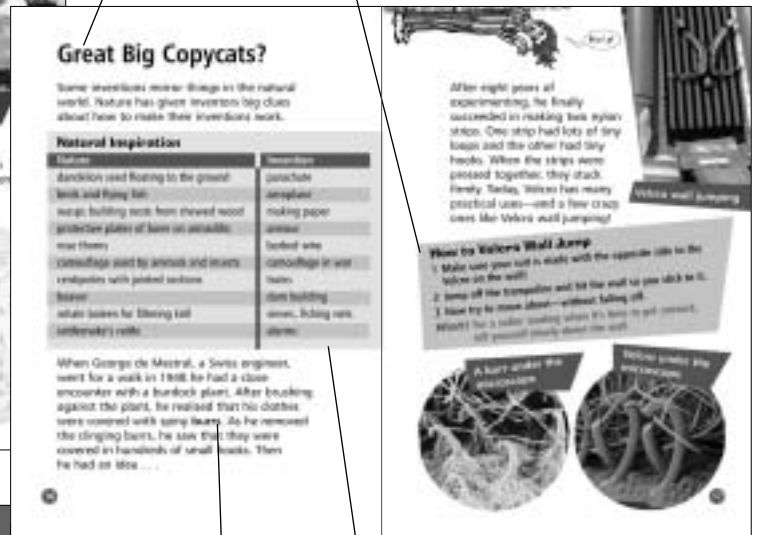 Great Big Copycats?
Some inventions mirror things in the natural
world. Nature has given inventors big clues
about how to make their inventions work.
Natural Inspiration
Nature Invention
dandelion seed floating to the ground parachute
birds and flying fish aeroplane
wasps building nests from chewed wood making paper
protective plates of bone on armadillo armour
rose thorns barbed wire
camouflage used by animals and insects camouflage in war
centipedes with jointed sections trains
beaver dam building
for filtering fishing nets
rattlesnake's rattle alarms
When George de Mestral, a Swiss engineer,
went for a walk in 1948 he had a close
encounter with a burdock plant. After brushing
against the plant, he realised that his clothes
were covered with spiny burrs. As he removed
the clinging burrs, he saw that they were
covered in hundreds of small hooks. Then
he had an idea . . .
After eight years of
experimenting, he finally
succeeded in making two nylon
strips. One strip had lots of tiny
loops and the other had tiny
hooks. When the strips were
pressed together, they stuck
firmly. Today, Velcro has many
practical uses—and a few crazy
ones like Velcro wall jumping!
Velcro wall jumping
How to Velcro Wall Jump
1 Make sure your suit is made with the opposite side to the
Velcro on the wall!
2 Jump off the trampoline and hit the wall so you stick to it.
3 Now try to move about—without falling off.
A burr under the
microscope
Velcro under the
microscope